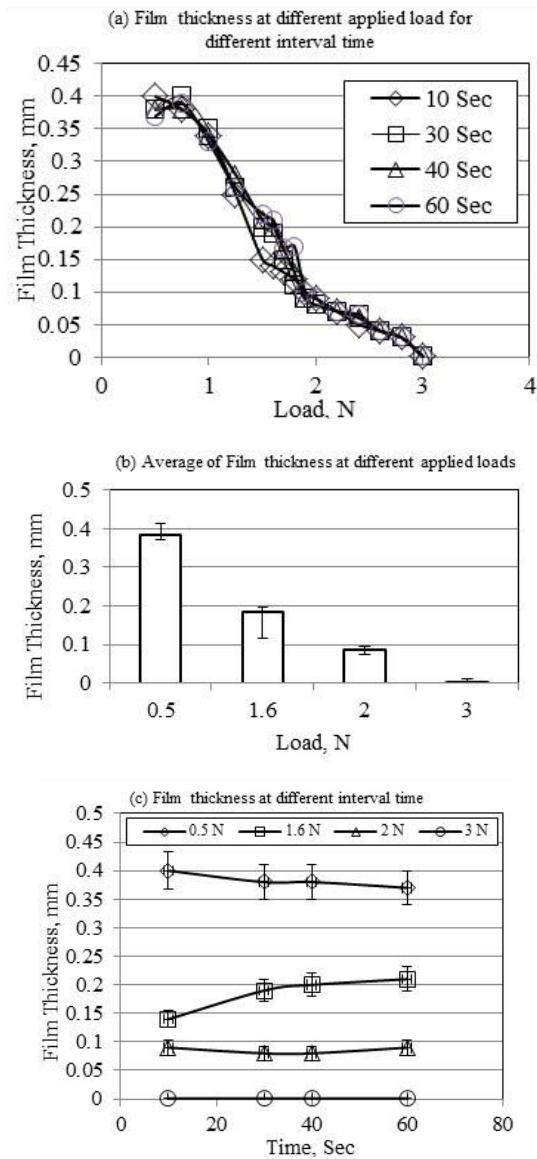 (a) Film thickness at different applied load for
different interval time
0.45
0.4
0.35
0.3
0.25
0.2
0.15
0.1
0.05
0
Film Thickness, mm
10 Sec
30 Sec
40 Sec
60 Sec
0 1 2 3 4
Load, N
(b) Average of Film thickness at different applied loads
0.5
0.4
0.3
0.2
0.1
0
Film Thickness, mm
0.5 1.6 2 3
Load, N
(c) Film thickness at different interval time
0.5 N 1.6 N 2 N 3 N
0.5
0.45
0.4
0.35
0.3
0.25
0.2
0.15
0.1
0.05
0
Film Thickness, mm
0 20 40 60 80
Time, Sec